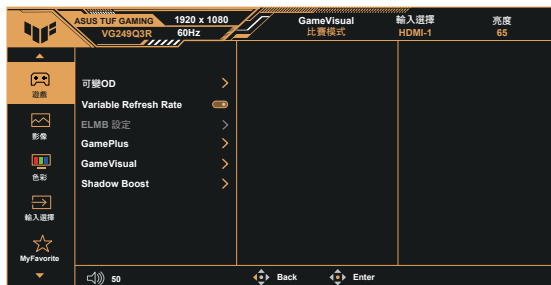 ASUS TUF GAMING
VG249Q3R
1920 x 1080
60Hz
GameVisual
比賽模式
輸入選擇
HDMI-1
亮度
65
遊戲
影像
色彩
輸入選擇
MyFavorite
可變OD
Variable Refresh Rate
ELMB 設定
GamePlus
GameVisual
Shadow Boost
50
Back
Enter